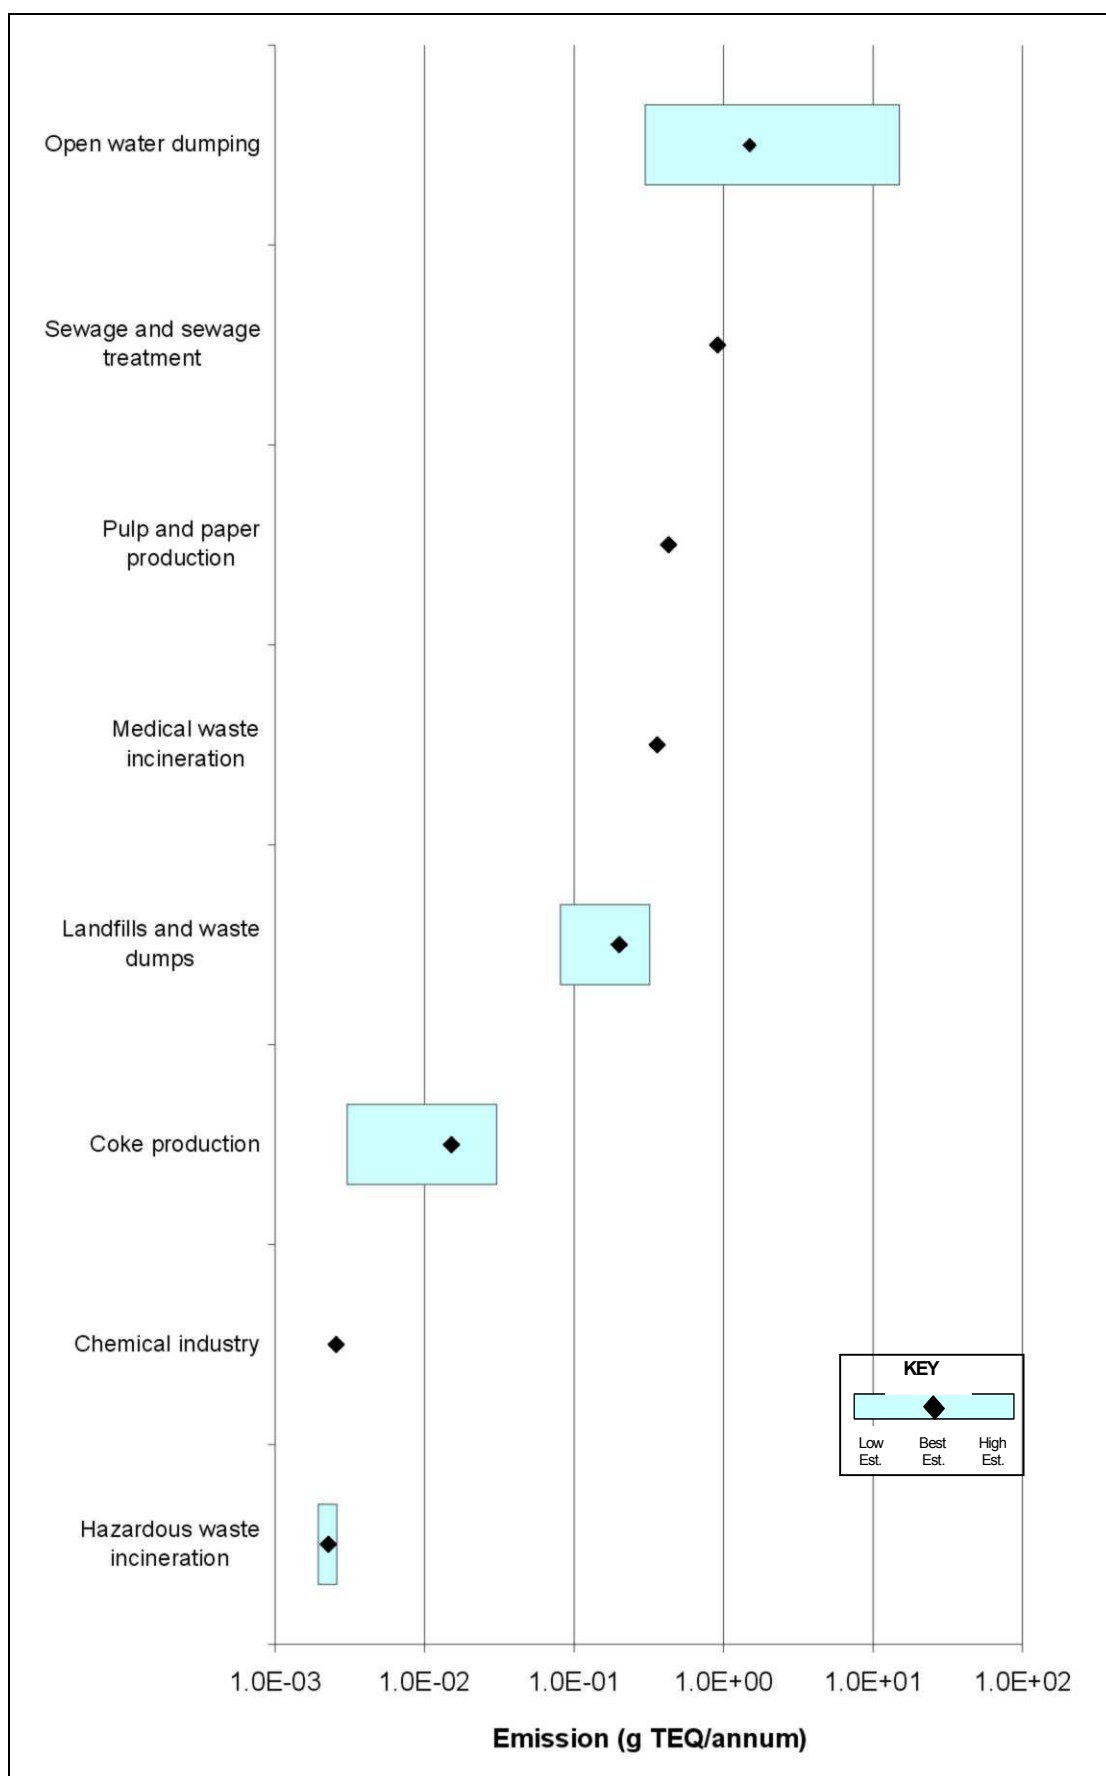 Open water dumping
Sewage and sewage
treatment
Pulp and paper
production
Medical waste
incineration
Landfills and waste
dumps
Coke production
Chemical industry
Hazardous waste
incineration
KEY
Low Best High
Est. Est. Est.
1.0E-03 1.0E-02 1.0E-01 1.0E+00 1.0E+01 1.0E+02
Emission (g TEQ/annum)